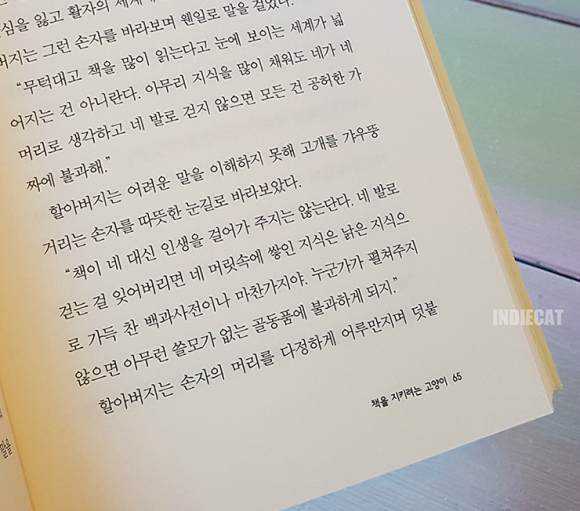 심을 잃고 활자의 세계에
버지는 그런 손자를 바라보며 웬일로 말을 걸었다.
"무턱대고 책을 많이 읽는다고 눈에 보이는 세계가 넓
어지는 건 아니란다. 아무리 지식을 많이 채워도 네가 네
머리로 생각하고 네 발로 걷지 않으면 모든 건 공허한 가
짜에 불과해."
할아버지는 어려운 말을 이해하지 못해 고개를 갸우뚱
거리는 손자를 따뜻한 눈길로 바라보았다.
"책이 네 대신 인생을 걸어가 주지는 않는단다. 네 발로
걷는 걸 잊어버리면 네 머릿속에 쌓인 지식은 낡은 지식으
로 가득 찬 백과사전이나 마찬가지야. 누군가가 펼쳐주지
않으면 아무런 쓸모가 없는 골동품에 불과하게 되지."
할아버지는 손자의 머리를 다정하게 어루만지며 덧붙
책을 지키려는 고양이 65
INDIECAT